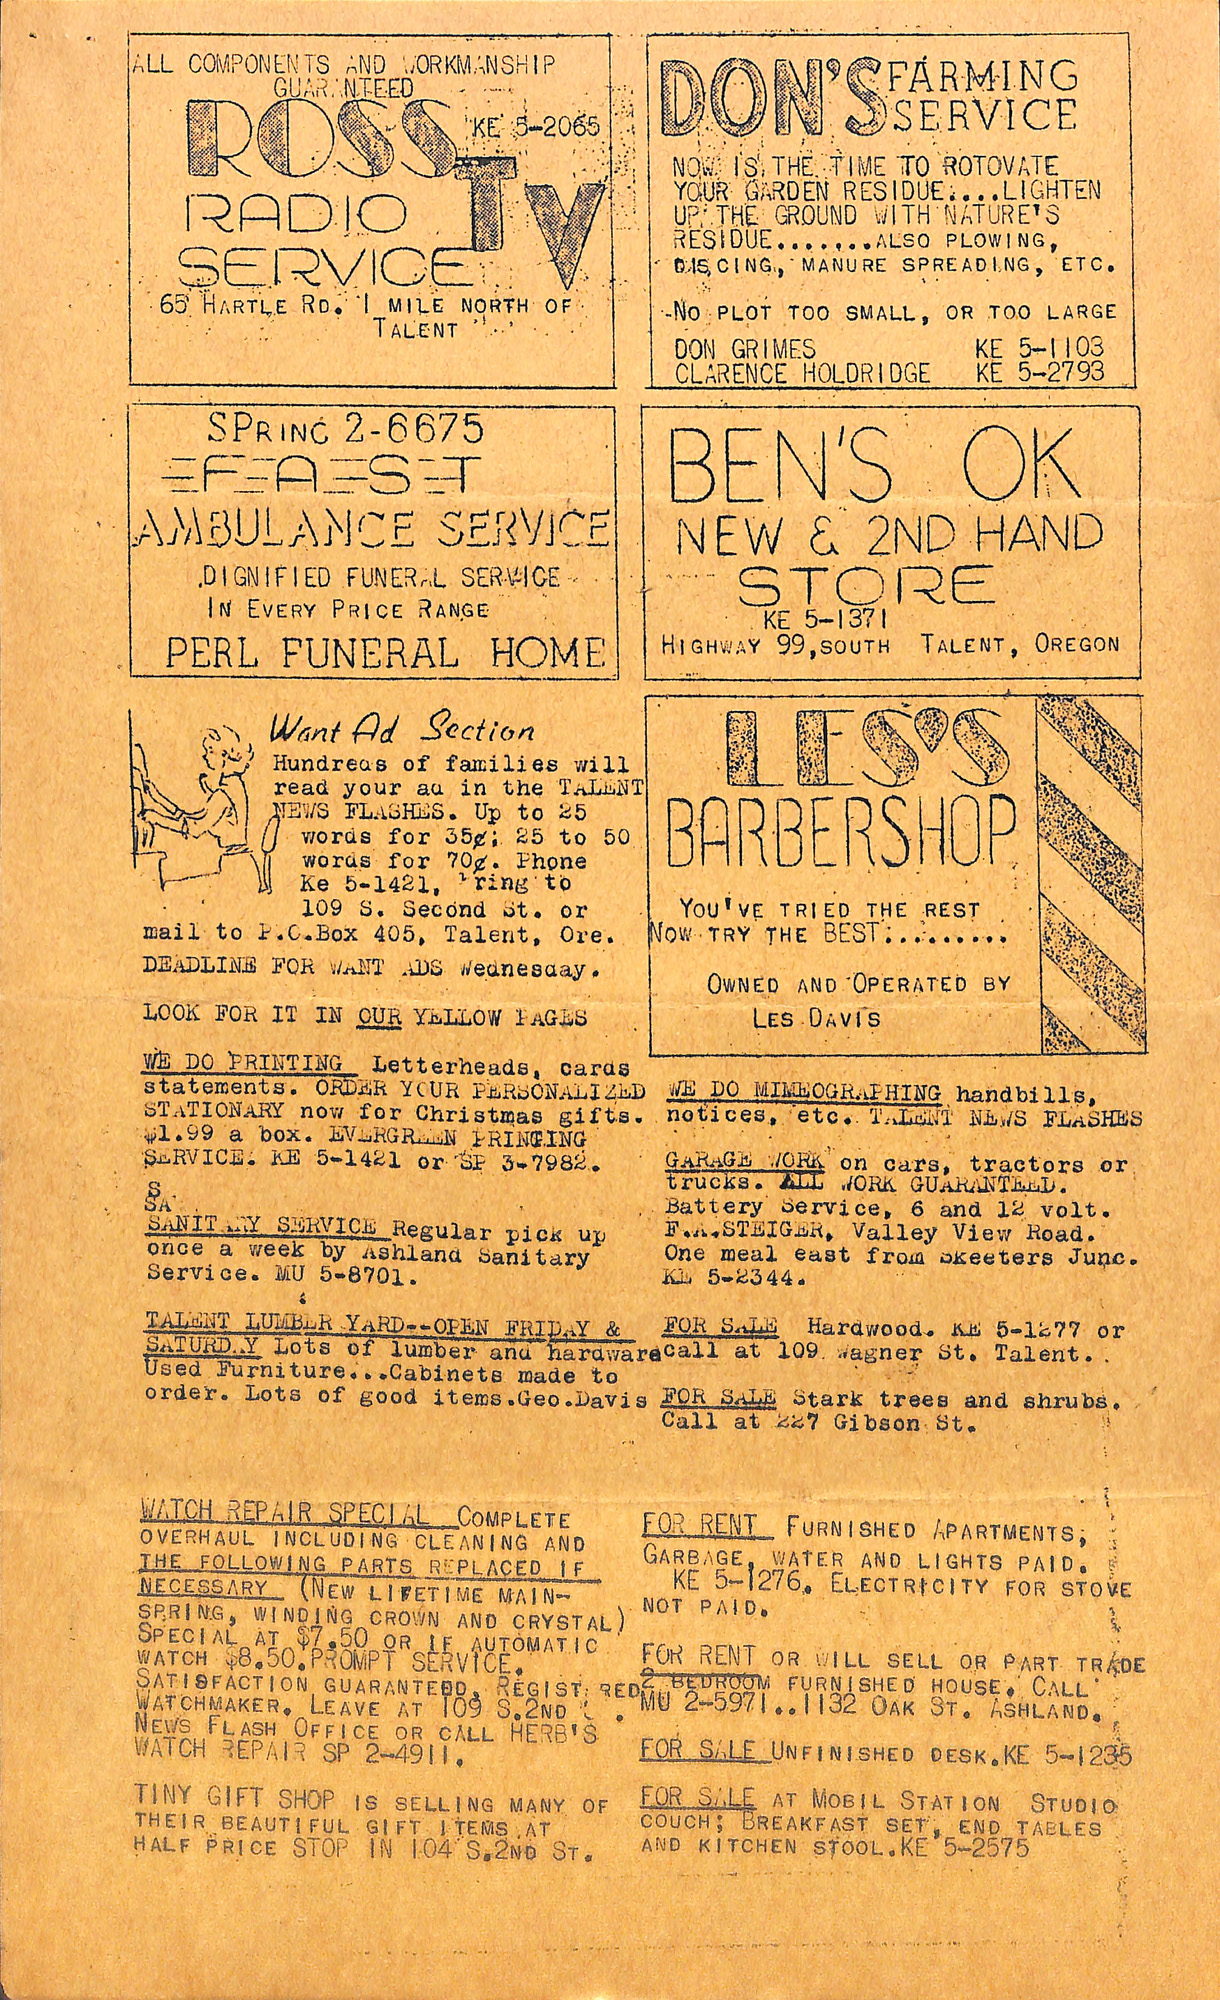 ALL COMPONENTS AND WORKMANSHIP
GUARANTEED
ROSS KE 5-2065
RADIO TV
SERVICE
65 HARTLE RD. 1 MILE NORTH OF
TALENT
DON'S FARMING
SERVICE
NOW IS THE TIME TO ROTOVATE
YOUR GARDEN RESIDUE....LIGHTEN
UP THE GROUND WITH NATURE'S
RESIDUE.......ALSO PLOWING,
DISCING, MANURE SPREADING, ETC.
-NO PLOT TOO SMALL, OR TOO LARGE
DON GRIMES KE 5-1103
CLARENCE HOLDRIDGE KE 5-2793
SPRING 2-6675
FAST
AMBULANCE SERVICE
DIGNIFIED FUNERAL SERVICE
IN EVERY PRICE RANGE
PERL FUNERAL HOME
BEN'S OK
NEW & 2ND HAND
STORE
KE 5-1371
HIGHWAY 99,SOUTH TALENT, OREGON
Want Ad Section
Hundreds of families will
read your ad in the TALENT
NEWS FLASHES. Up to 25
words for 35¢; 25 to 50
words for 70¢. Phone
Ke 5-1421, bring to
109 S. Second St. or
mail to P.O.Box 405, Talent, Ore.
DEADLINE FOR WANT ADS Wednesday.
LOOK FOR IT IN OUR YELLOW PAGES
LES'S
BARBERSHOP
YOU'VE TRIED THE REST
NOW TRY THE BEST.........
OWNED AND OPERATED BY
LES DAVIS
WE DO PRINTING Letterheads, cards
statements. ORDER YOUR PERSONALIZED
STATIONARY now for Christmas gifts.
$1.99 a box. EVERGREEN PRINTING
SERVICE. KE 5-1421 or SP 3-7982.
S
SA
SANITARY SERVICE Regular pick up
once a week by Ashland Sanitary
Service. MU 5-8701.
TALENT LUMBER YARD--OPEN FRIDAY &
SATURDAY Lots of lumber and hardware
Used Furniture...Cabinets made to
order. Lots of good items.Geo.Davis
WE DO MIMEOGRAPHING handbills,
notices, etc. TALENT NEWS FLASHES
GARAGE WORK on cars, tractors or
trucks. ALL WORK GUARANTEED.
Battery Service, 6 and 12 volt.
F.A.STEIGER, Valley View Road.
One meal east from Skeeters Junc.
KE 5-2344.
FOR SALE Hardwood. KE 5-1277 or
call at 109 Wagner St. Talent.
FOR SALE Stark trees and shrubs.
Call at 227 Gibson St.
WATCH REPAIR SPECIAL COMPLETE
OVERHAUL INCLUDING CLEANING AND
THE FOLLOWING PARTS REPLACED IF
NECESSARY (NEW LIFETIME MAIN-
SPRING, WINDING CROWN AND CRYSTAL)
SPECIAL AT $7.50 OR IF AUTOMATIC
WATCH $8.50.PROMPT SERVICE.
SATISFACTION GUARANTEED. REGISTERED
WATCHMAKER. LEAVE AT 109 S.2ND
NEWS FLASH OFFICE OR CALL HERB'S
WATCH REPAIR SP 2-4911.
TINY GIFT SHOP IS SELLING MANY OF
THEIR BEAUTIFUL GIFT ITEMS AT
HALF PRICE STOP IN 104 S.2ND ST.
FOR RENT FURNISHED APARTMENTS,
GARBAGE, WATER AND LIGHTS PAID.
KE 5-1276. ELECTRICITY FOR STOVE
NOT PAID.
FOR RENT OR WILL SELL OR PART TRADE
2 BEDROOM FURNISHED HOUSE. CALL
MU 2-5971..1132 OAK ST. ASHLAND.
FOR SALE UNFINISHED DESK.KE 5-1235
FOR SALE AT MOBIL STATION STUDIO
COUCH; BREAKFAST SET, END TABLES
AND KITCHEN STOOL.KE 5-2575